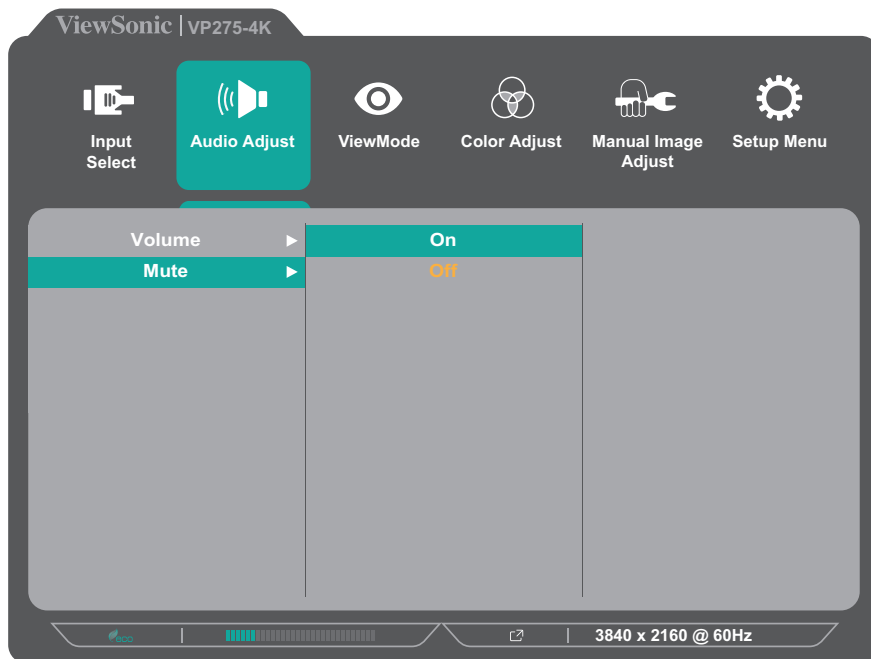 ViewSonic | VP275-4K
Input Select
Audio Adjust
ViewMode
Color Adjust
Manual Image Adjust
Setup Menu
Volume
On
Mute
Off
eco
3840 x 2160 @ 60Hz